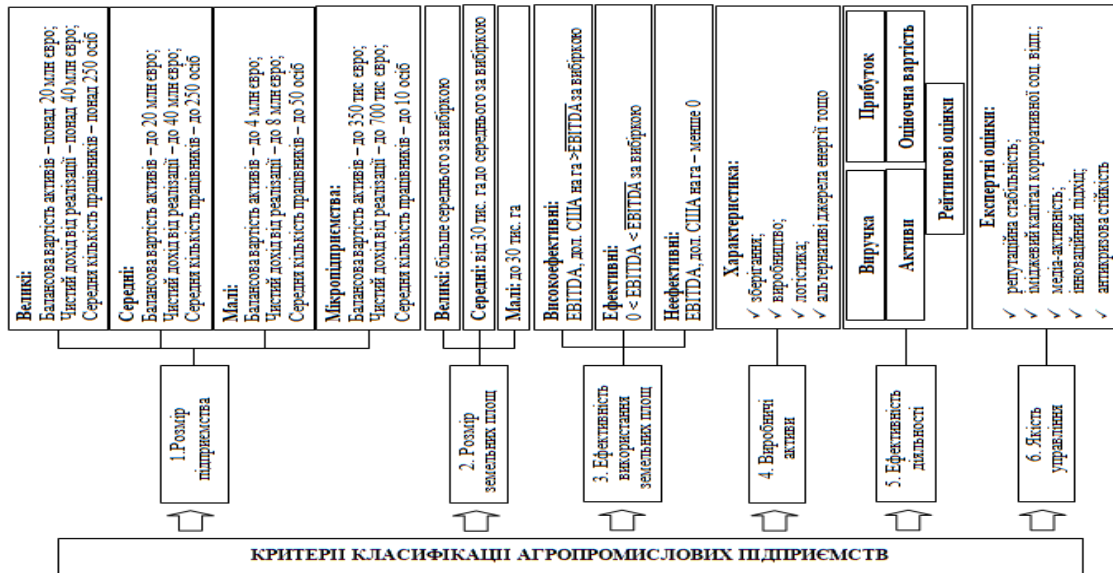 КРИТЕРІЇ КЛАСИФІКАЦІЇ АГРОПРОМИСЛОВИХ ПІДПРИЄМСТВ
1.Розмір
підприємства
Великі:
Балансова вартість активів – понад 20 млн євро;
Чистий дохід від реалізації – понад 40 млн євро;
Середня кількість працівників – понад 250 осіб
Середні:
Балансова вартість активів – до 20 млн євро;
Чистий дохід від реалізації – до 40 млн євро;
Середня кількість працівників – до 250 осіб
Малі:
Балансова вартість активів – до 4 млн євро;
Чистий дохід від реалізації – до 8 млн євро;
Середня кількість працівників – до 50 осіб
Мікропідприємства:
Балансова вартість активів – до 350 тис євро;
Чистий дохід від реалізації – до 700 тис євро;
Середня кількість працівників – до 10 осіб
2. Розмір
земельних площ
Великі: більше середнього за вибіркою
Середні: від 30 тис. га до середнього за вибіркою
Малі: до 30 тис. га
3. Ефективність
використання
земельних площ
Високоефективні:
EBITDA, дол. США на га >EBITDA за вибіркою
Ефективні:
0 < EBITDA < EBITDA за вибіркою
Неефективні:
EBITDA, дол. США на га – менше 0
4. Виробничі
активи
Характеристика:
✓ зберігання;
✓ виробництво;
✓ логістика;
✓ альтернативі джерела енергії тощо
5. Ефективність
діяльності
Виручка
Прибуток
Активи
Оціночна вартість
Рейтингові оцінки
6. Якість
управління
Експертні оцінки:
✓ репутаційна стабільність;
✓ іміджевий капітал корпоративної соц. відп.;
✓ медіа-активність;
✓ інноваційний підхід;
✓ антикризова стійкість